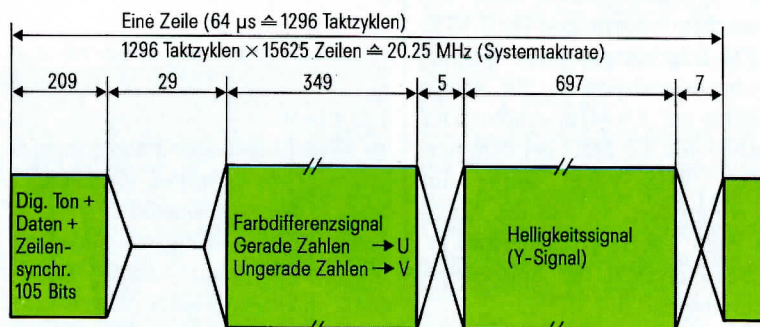 Eine Zeile (64 µs ≙ 1296 Taktzyklen)
1296 Taktzyklen × 15625 Zeilen ≙ 20.25 MHz (Systemtaktrate)
209 29 349 5 697 7
Dig. Ton +
Daten +
Zeilen-
synchr.
105 Bits
Farbdifferenzsignal
Gerade Zahlen → U
Ungerade Zahlen → V
Helligkeitssignal
(Y-Signal)